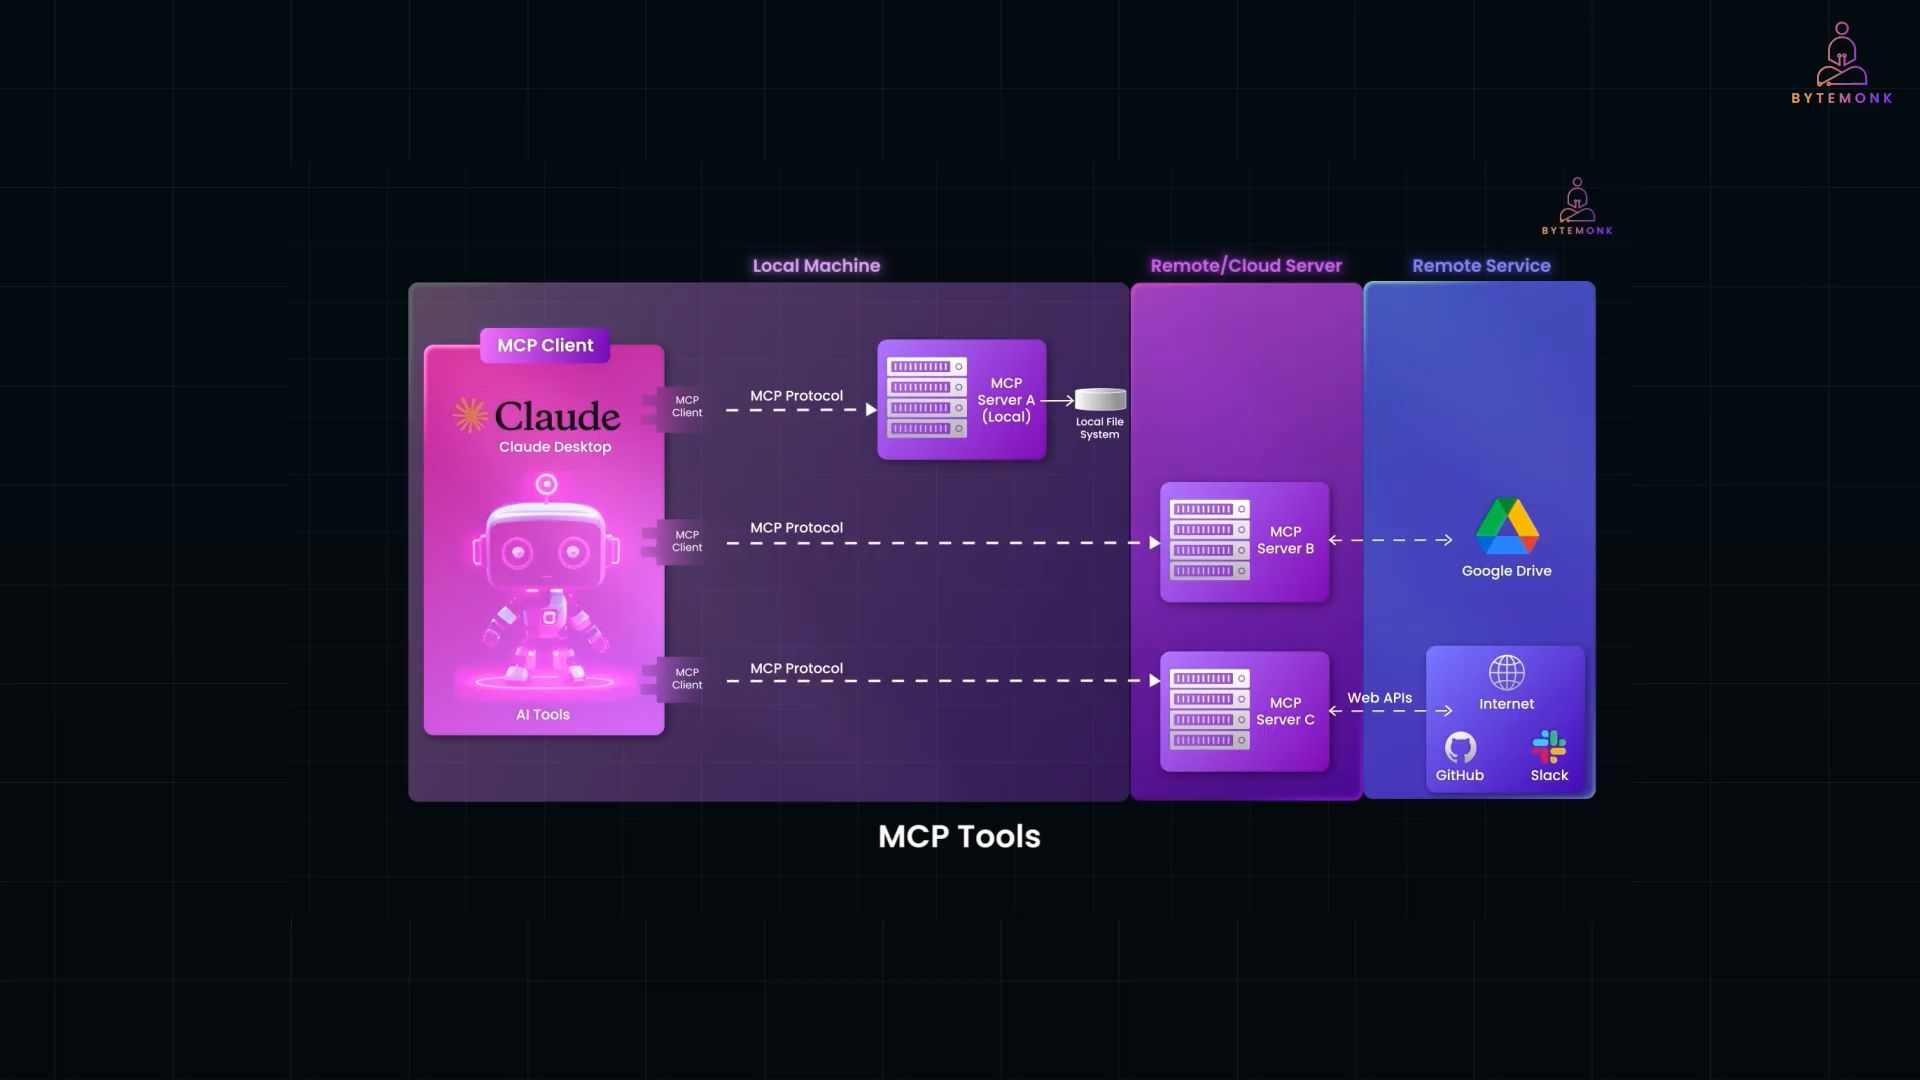 BYTEMONK
BYTEMONK
Local Machine
Remote/Cloud Server
Remote Service
MCP Client
Claude
Claude Desktop
AI Tools
MCP
Client
MCP Protocol
MCP
Server A
(Local)
Local File
System
MCP
Client
MCP Protocol
MCP
Server B
Google Drive
MCP
Client
MCP Protocol
MCP
Server C
Web APIs
Internet
GitHub
Slack
MCP Tools